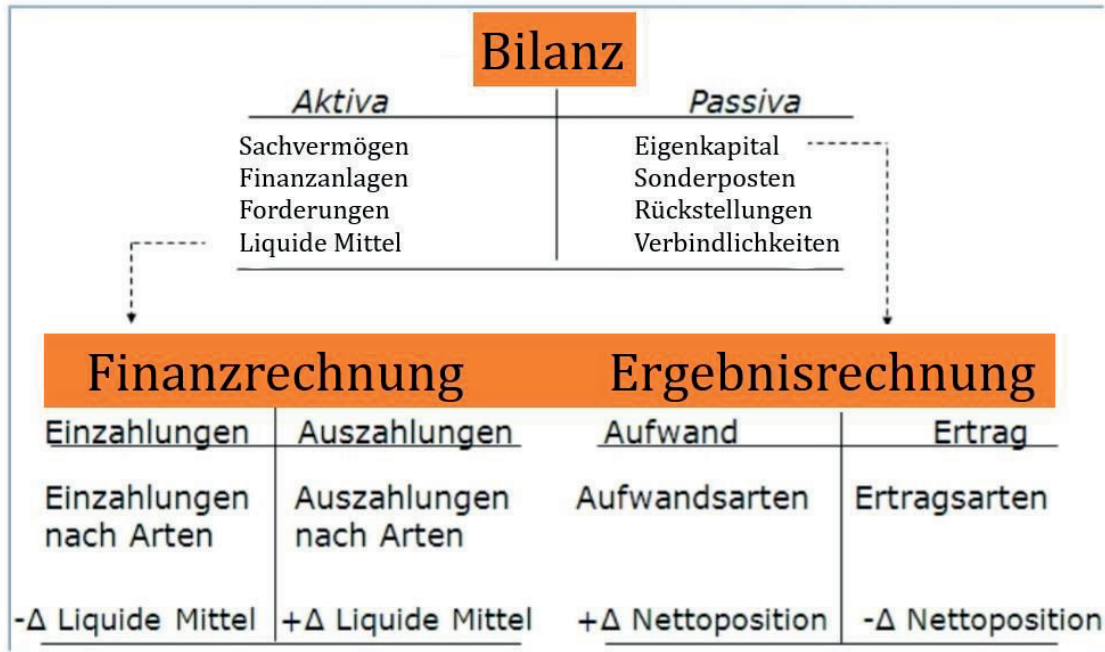 Bilanz
Aktiva Passiva
Sachvermögen Eigenkapital
Finanzanlagen Sonderposten
Forderungen Rückstellungen
Liquide Mittel Verbindlichkeiten
Finanzrechnung Ergebnisrechnung
Einzahlungen Auszahlungen Aufwand Ertrag
Einzahlungen Auszahlungen Aufwandsarten Ertragsarten
nach Arten nach Arten
-Δ Liquide Mittel +Δ Liquide Mittel +Δ Nettoposition -Δ Nettoposition